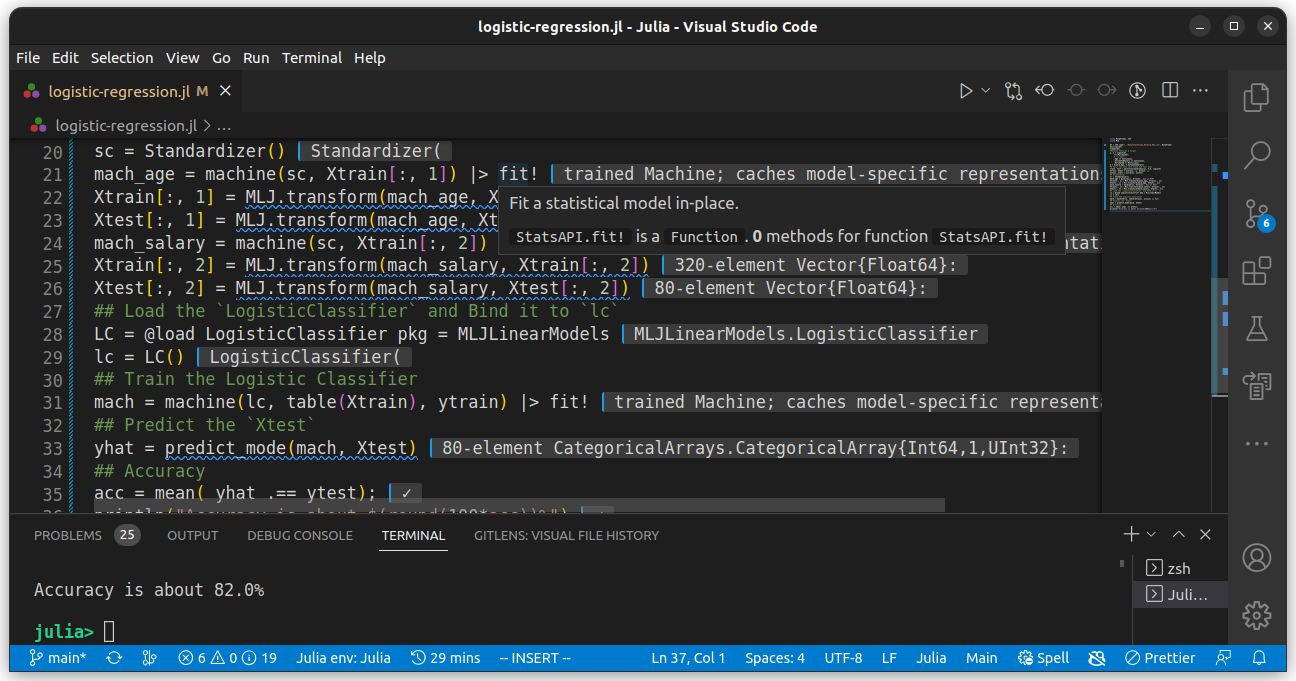 logistic-regression.jl - Julia - Visual Studio Code
File Edit Selection View Go Run Terminal Help
logistic-regression.jl M
logistic-regression.jl > ...
20 sc = Standardizer() Standardizer(
21 mach_age = machine(sc, Xtrain[:, 1]) |> fit! trained Machine; caches model-specific representation
Fit a statistical model in-place.
StatsAPI.fit! is a Function. 0 methods for function StatsAPI.fit!
22 Xtrain[:, 1] = MLJ.transform(mach_age, X
23 Xtest[:, 1] = MLJ.transform(mach_age, Xt
24 mach_salary = machine(sc, Xtrain[:, 2])
25 Xtrain[:, 2] = MLJ.transform(mach_salary, Xtrain[:, 2]) 320-element Vector{Float64}:
26 Xtest[:, 2] = MLJ.transform(mach_salary, Xtest[:, 2]) 80-element Vector{Float64}:
27 ## Load the `LogisticClassifier` and Bind it to `lc`
28 LC = @load LogisticClassifier pkg = MLJLinearModels MLJLinearModels.LogisticClassifier
29 lc = LC() LogisticClassifier(
30 ## Train the Logistic Classifier
31 mach = machine(lc, table(Xtrain), ytrain) |> fit! trained Machine; caches model-specific representa
32 ## Predict the `Xtest`
33 yhat = predict_mode(mach, Xtest) 80-element CategoricalArrays.CategoricalArray{Int64,1,UInt32}:
34 ## Accuracy
35 acc = mean( yhat .== ytest); ✓
PROBLEMS 25 OUTPUT DEBUG CONSOLE TERMINAL GITLENS: VISUAL FILE HISTORY
Accuracy is about 82.0%
julia>
zsh
Juli...
6
main* 6 0 19 Julia env: Julia 29 mins -- INSERT -- Ln 37, Col 1 Spaces: 4 UTF-8 LF Julia Main Spell Prettier